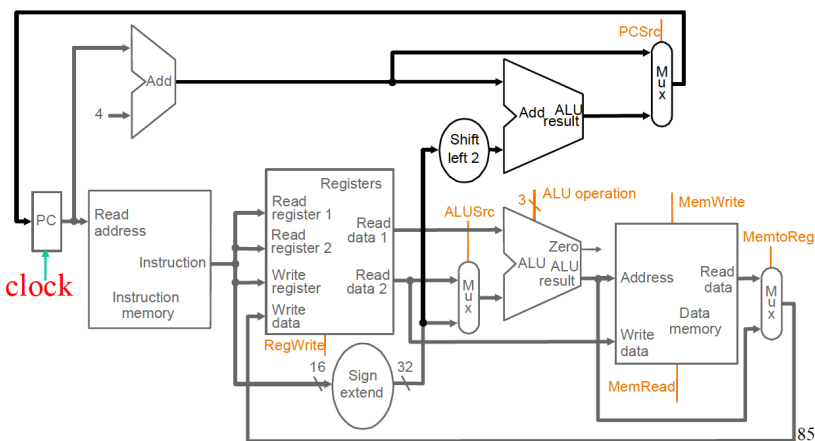 PCSrc
Add
4
M
u
x
Add
ALU
result
Shift
left 2
PC
clock
Read
address
Instruction
Instruction
memory
Registers
Read
register 1
Read
register 2
Write
register
Write
data
Read
data 1
Read
data 2
RegWrite
16
Sign
extend
32
ALUSrc
M
u
x
3
ALU operation
Zero
ALU
ALU
result
MemWrite
Address
Read
data
Write
data
Data
memory
MemRead
MemtoReg
M
u
x
85